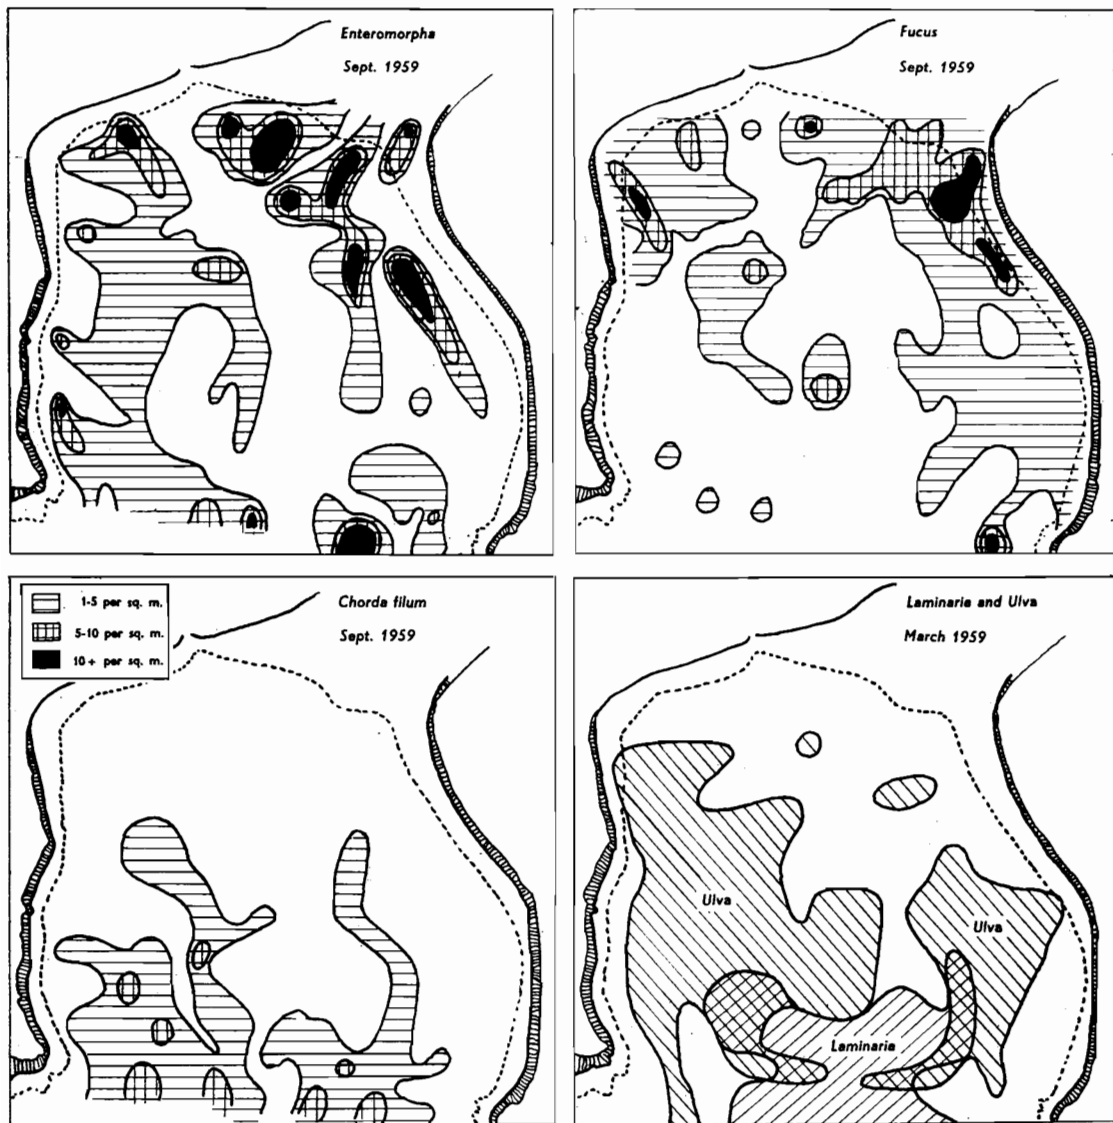 Enteromorpha
Sept. 1959
Fucus
Sept. 1959
1-5 per sq. m.
5-10 per sq. m.
10+ per sq. m.
Chorda filum
Sept. 1959
Laminaria and Ulva
March 1959
Ulva
Ulva
Laminaria